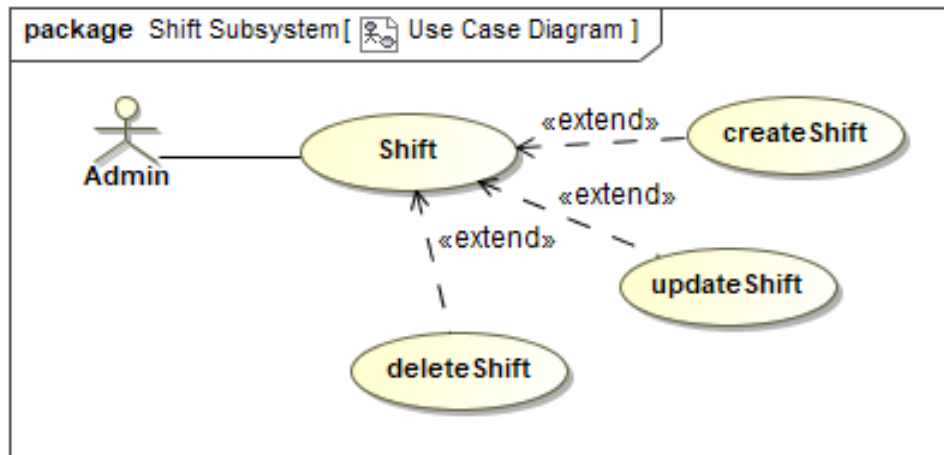 package Shift Subsystem[ Use Case Diagram ]
«extend»
createShift
Shift
Admin
«extend»
«extend»
updateShift
deleteShift